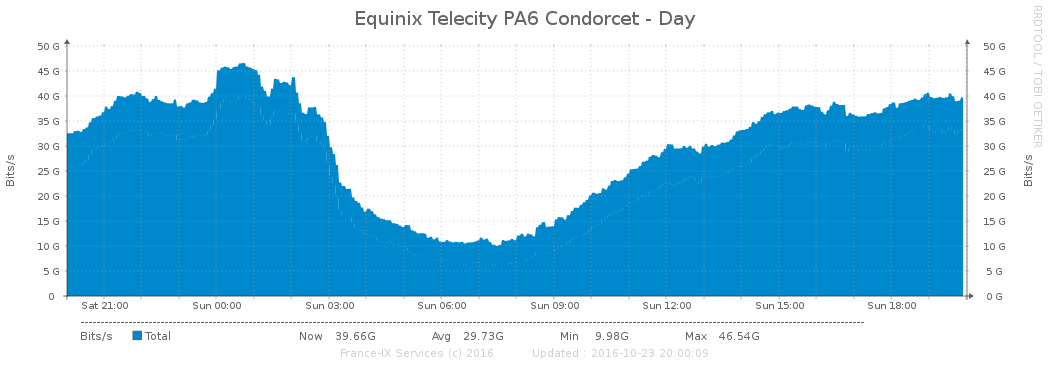 Equinix Telecity PA6 Condorcet - Day
RRDTOOL / TOBI OETIKER
Bits/s
50 G 50 G
45 G 45 G
40 G 40 G
35 G 35 G
30 G 30 G
25 G 25 G
20 G 20 G
15 G 15 G
10 G 10 G
5 G 5 G
0 0 G
Bits/s
Sat 21:00 Sun 00:00 Sun 03:00 Sun 06:00 Sun 09:00 Sun 12:00 Sun 15:00 Sun 18:00
Bits/s Total Now 39.66G Avg 29.73G Min 9.98G Max 46.54G
France-IX Services (c) 2016 Updated : 2016-10-23 20:00:09